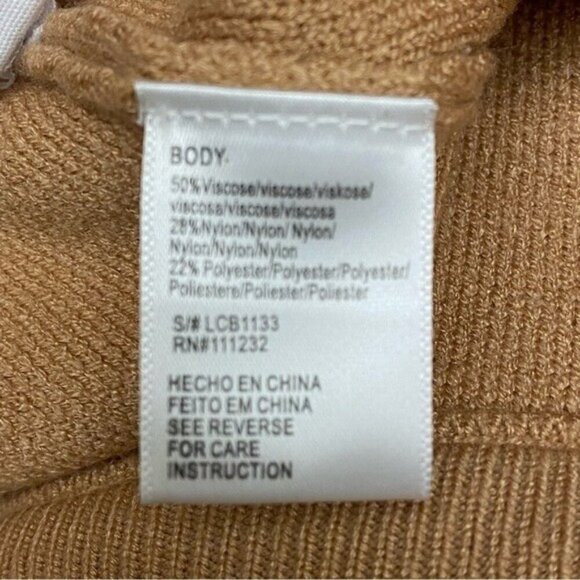 BODY.
50%Viscose/viscose/viskose/
viscosa/viscose/viscosa
28%Nylon/Nylon/ Nylon/
Nylon/Nylon/Nylon
22% Polyester/Polyester/Polyester/
Poliestere/Poliester/Poliester
S/# LCB1133
RN#111232
HECHO EN CHINA
FEITO EM CHINA
SEE REVERSE
FOR CARE
INSTRUCTION